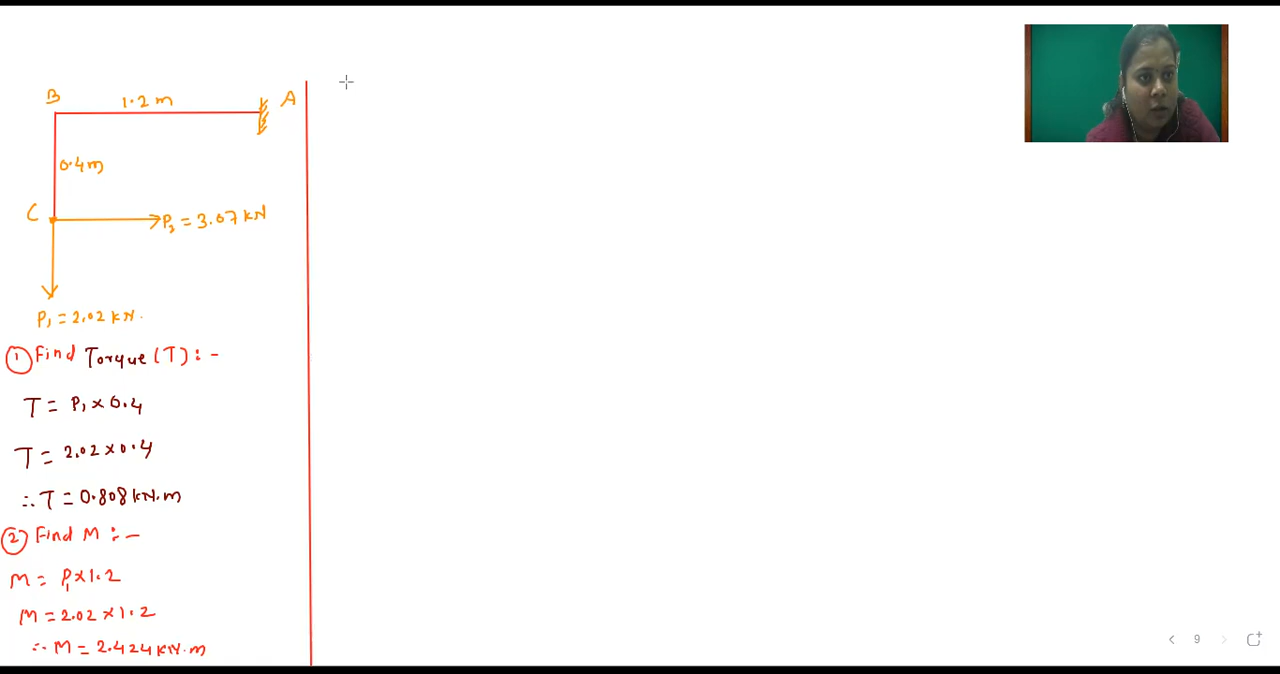 B 1.2 m A
0.4m
C P₂ = 3.07 kN
P₁ = 2.02 kN.
① Find Torque (T) : -
T = P₁ × 0.4
T = 2.02 × 0.4
∴ T = 0.808 kN.m
② Find M : -
M = P₁ × 1.2
M = 2.02 × 1.2
∴ M = 2.424 kN.m
9